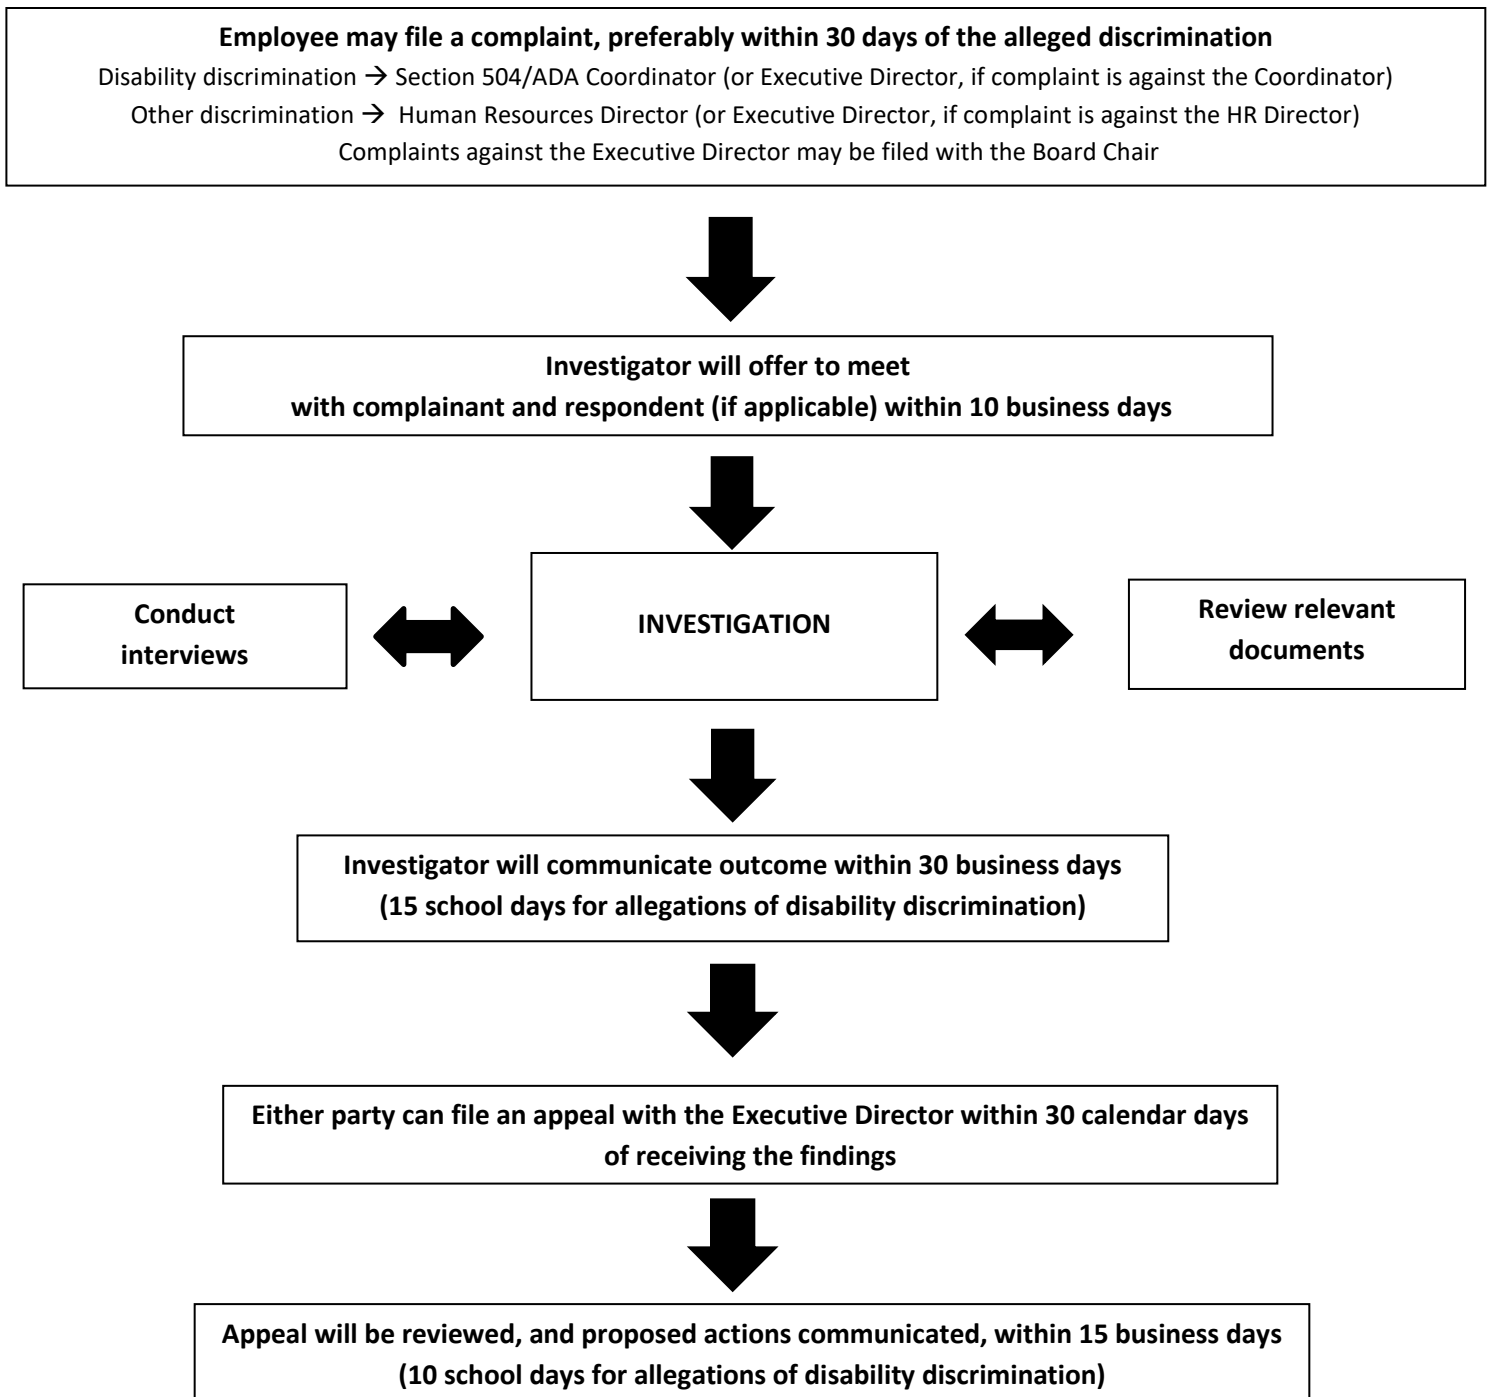 Employee may file a complaint, preferably within 30 days of the alleged discrimination
Disability discrimination → Section 504/ADA Coordinator (or Executive Director, if complaint is against the Coordinator)
Other discrimination → Human Resources Director (or Executive Director, if complaint is against the HR Director)
Complaints against the Executive Director may be filed with the Board Chair
Investigator will offer to meet
with complainant and respondent (if applicable) within 10 business days
Conduct
interviews
INVESTIGATION
Review relevant
documents
Investigator will communicate outcome within 30 business days
(15 school days for allegations of disability discrimination)
Either party can file an appeal with the Executive Director within 30 calendar days
of receiving the findings
Appeal will be reviewed, and proposed actions communicated, within 15 business days
(10 school days for allegations of disability discrimination)